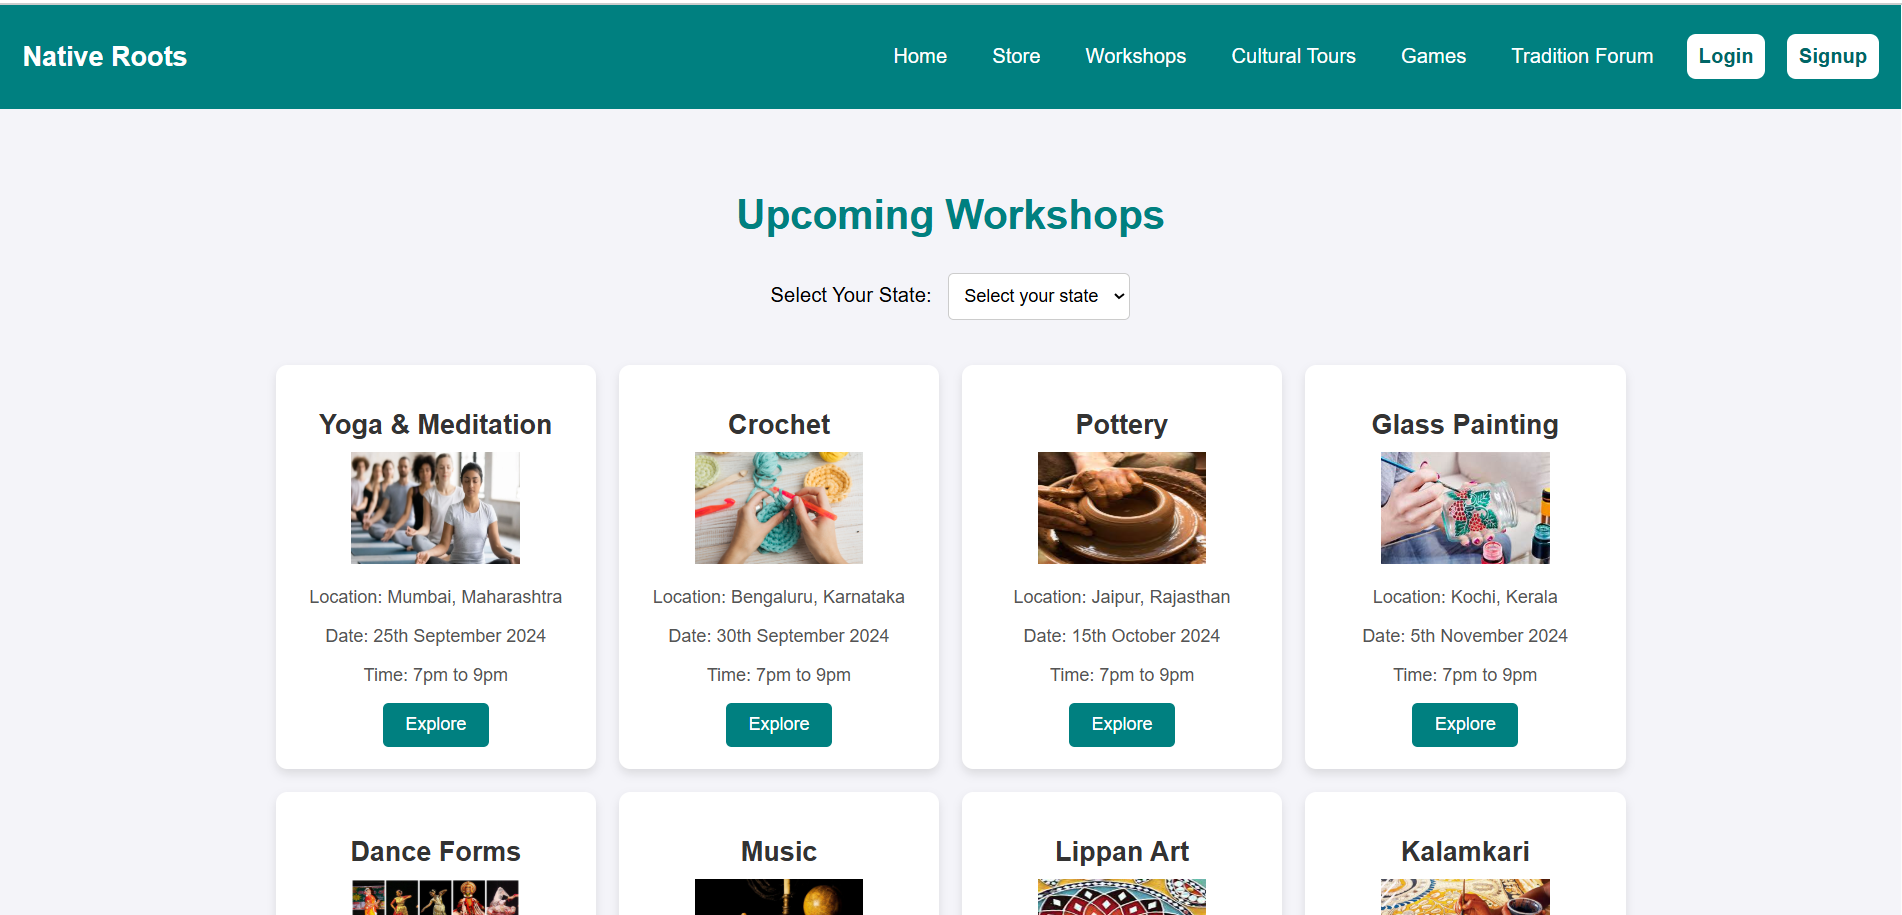 Native Roots
Home
Store
Workshops
Cultural Tours
Games
Tradition Forum
Login
Signup
Upcoming Workshops
Select Your State:
Select your state
Yoga & Meditation
Location: Mumbai, Maharashtra
Date: 25th September 2024
Time: 7pm to 9pm
Explore
Crochet
Location: Bengaluru, Karnataka
Date: 30th September 2024
Time: 7pm to 9pm
Explore
Pottery
Location: Jaipur, Rajasthan
Date: 15th October 2024
Time: 7pm to 9pm
Explore
Glass Painting
Location: Kochi, Kerala
Date: 5th November 2024
Time: 7pm to 9pm
Explore
Dance Forms
Music
Lippan Art
Kalamkari